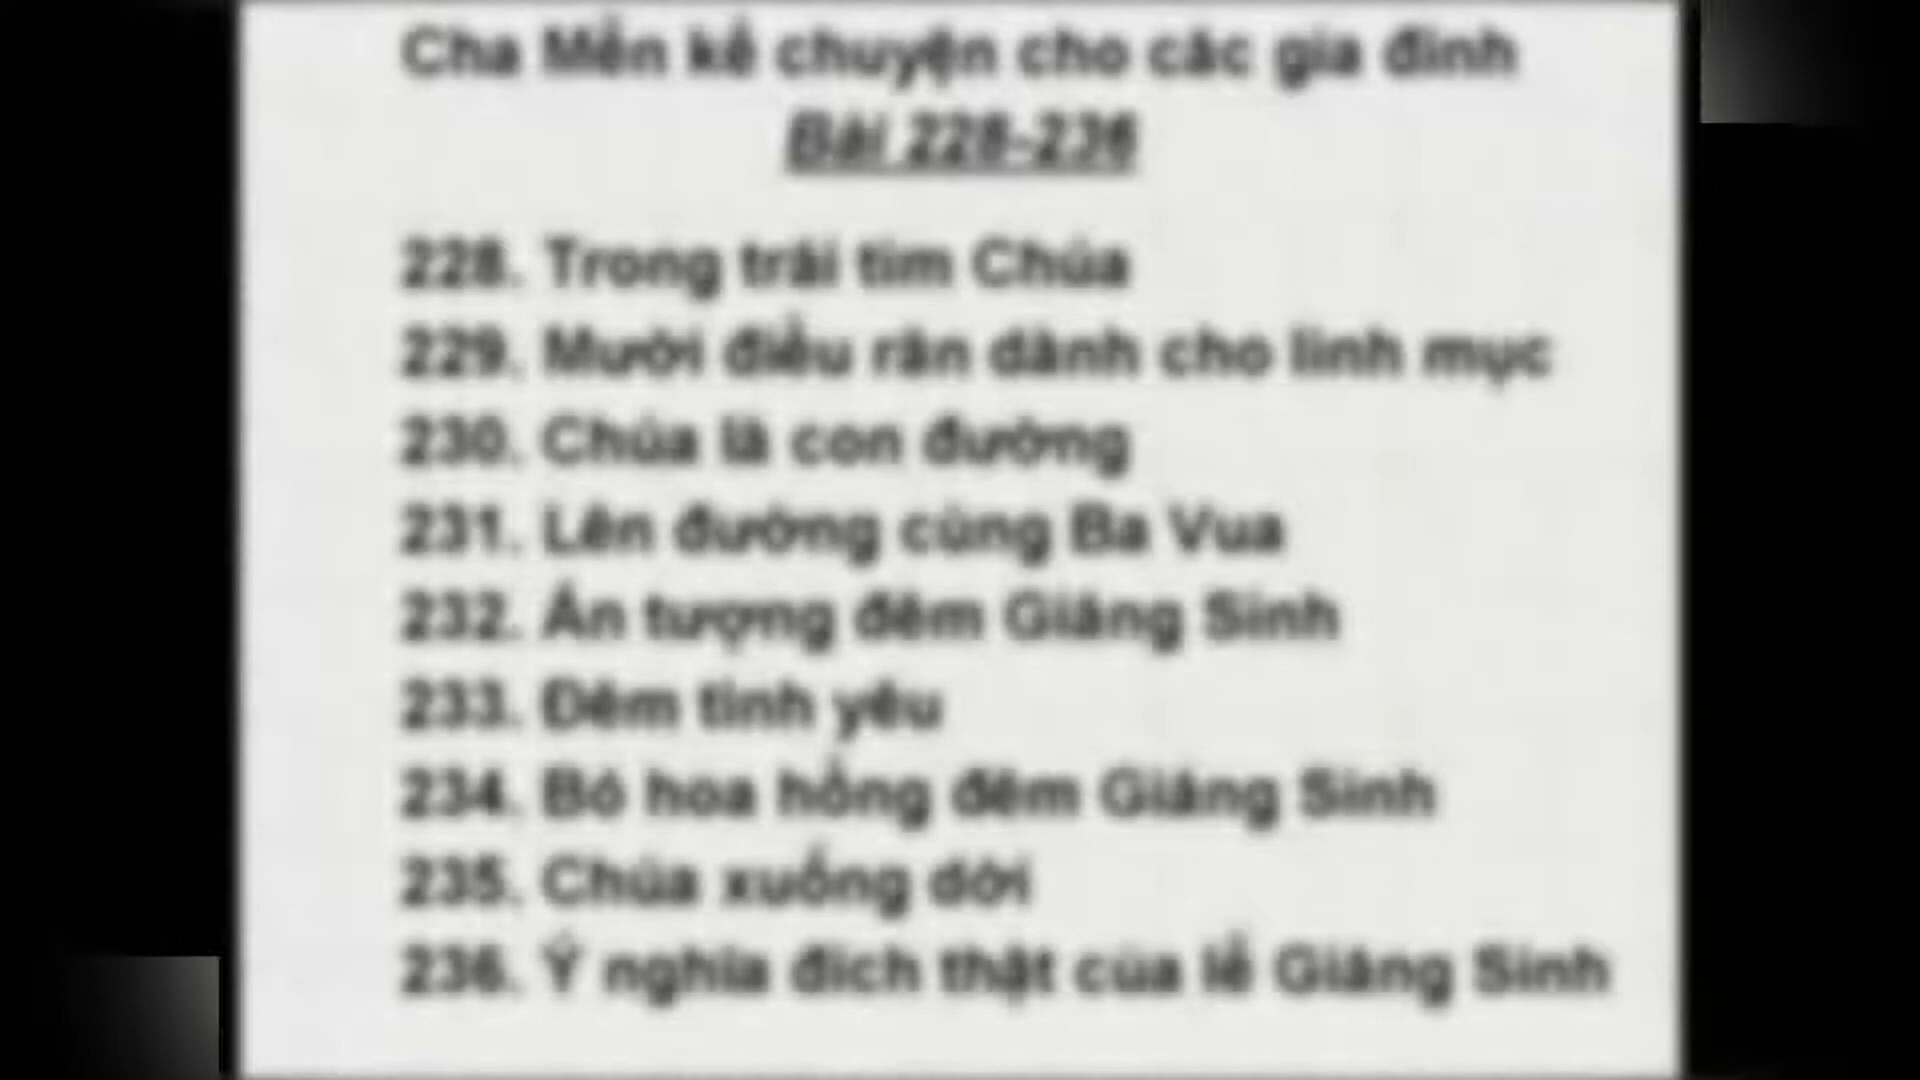 Cha Mễn kể chuyện cho các gia đình
Bài 228-236
228. Trong trái tim Chúa
229. Mười điều răn dành cho linh mục
230. Chúa là con đường
231. Lên đường cùng Ba Vua
232. Ấn tượng đêm Giáng Sinh
233. Đêm tình yêu
234. Bó hoa hồng đêm Giáng Sinh
235. Chúa xuống đời
236. Ý nghĩa đích thật của lễ Giáng Sinh